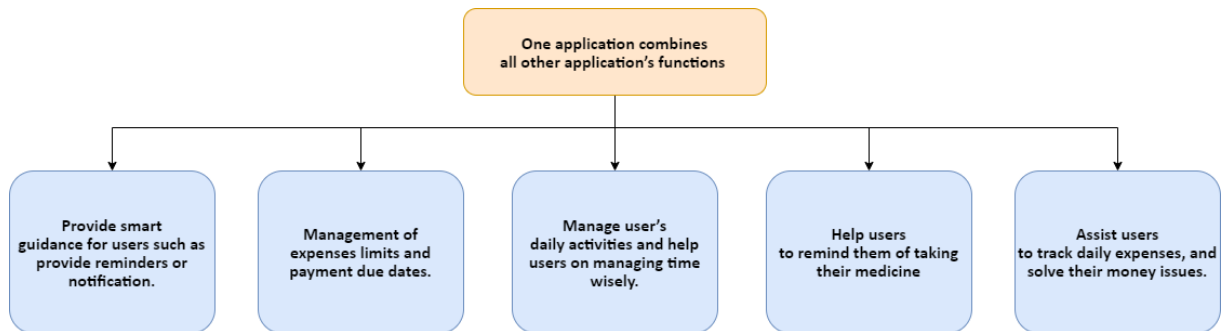 One application combines
all other application's functions
Provide smart
guidance for users such as
provide reminders or
notification.
Management of
expenses limits and
payment due dates.
Manage user's
daily activities and help
users on managing time
wisely.
Help users
to remind them of taking
their medicine
Assist users
to track daily expenses, and
solve their money issues.